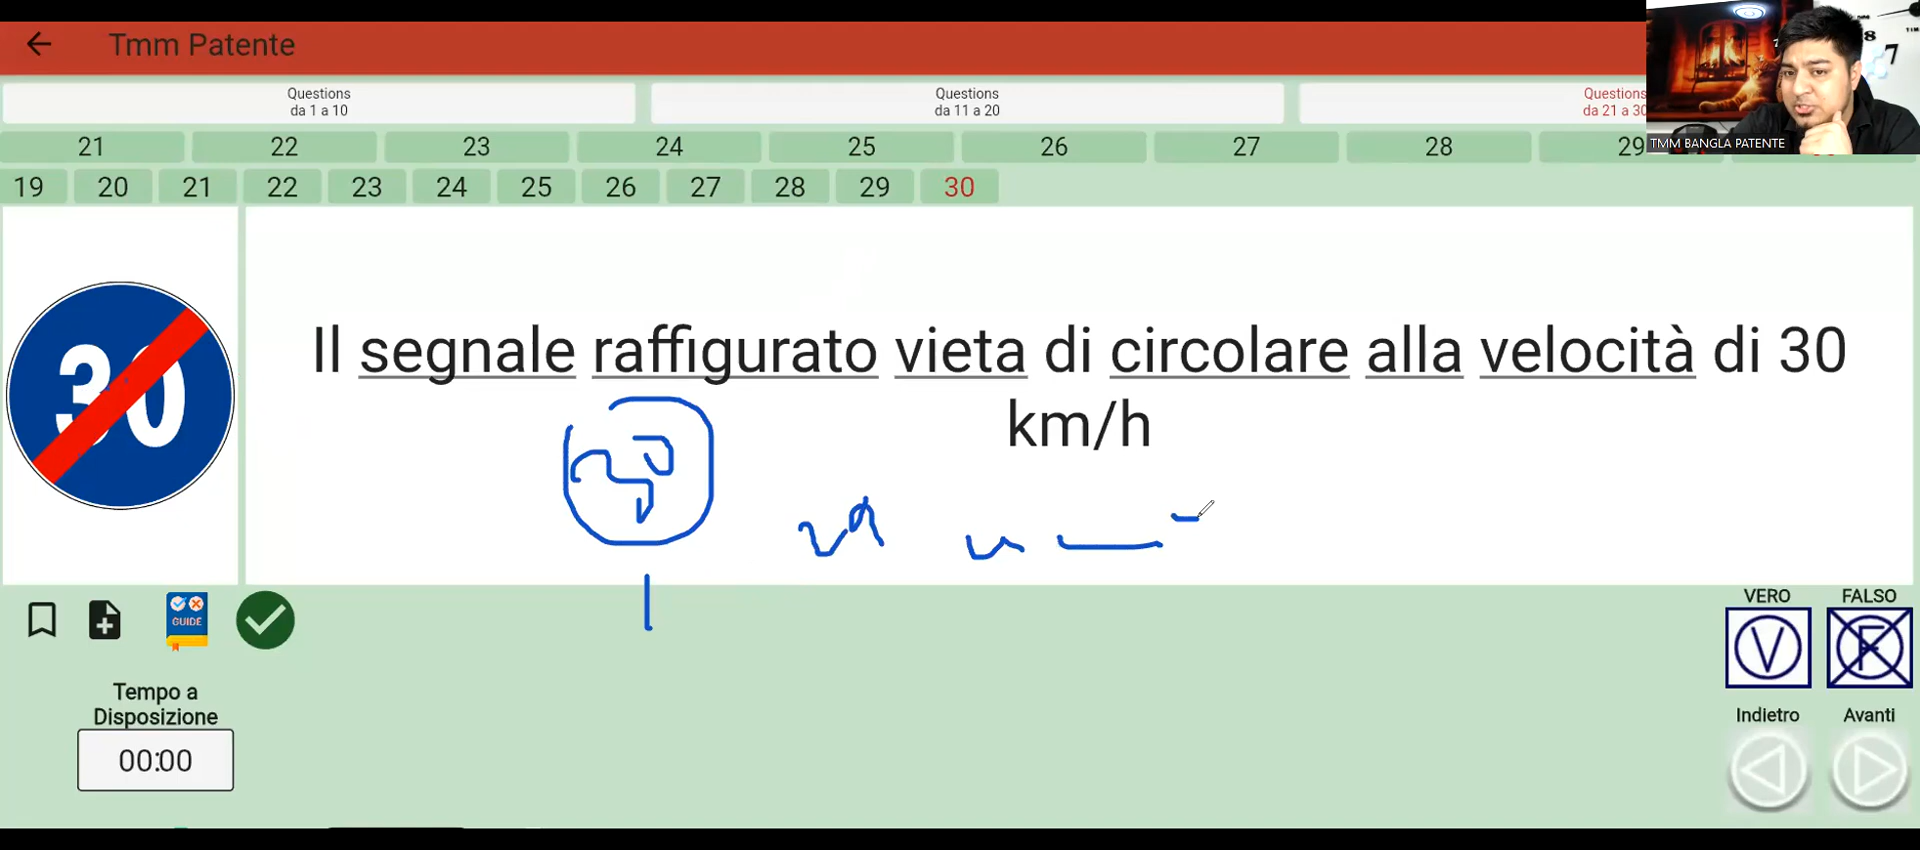 Tmm Patente
Questions
da 1 a 10
Questions
da 11 a 20
Questions
da 21 a 30
TMM BANGLA PATENTE
21 22 23 24 25 26 27 28 29
19 20 21 22 23 24 25 26 27 28 29 30
30
Il segnale raffigurato vieta di circolare alla velocità di 30
km/h
GUIDE
VERO FALSO
V F
Tempo a
Disposizione
00:00
Indietro Avanti